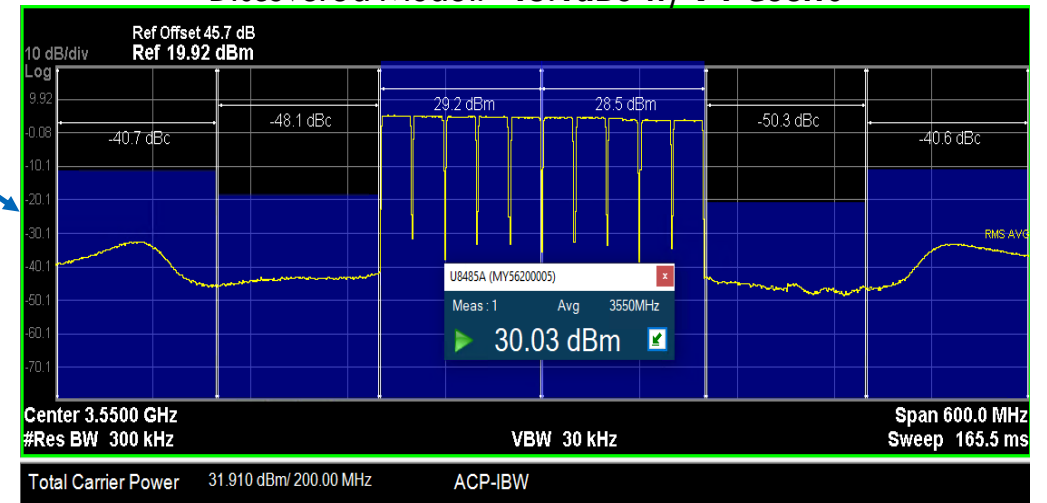 Ref Offset 45.7 dB
10 dB/div Ref 19.92 dBm
Log
9.92
-0.08
-10.1
-20.1
-30.1
-40.1
-50.1
-60.1
-70.1
-40.7 dBc
-48.1 dBc
29.2 dBm
28.5 dBm
-50.3 dBc
-40.6 dBc
RMS AVG
U8485A (MY56200005) x
Meas : 1 Avg 3550MHz
30.03 dBm
Center 3.5500 GHz Span 600.0 MHz
#Res BW 300 kHz VBW 30 kHz Sweep 165.5 ms
Total Carrier Power 31.910 dBm/ 200.00 MHz ACP-IBW